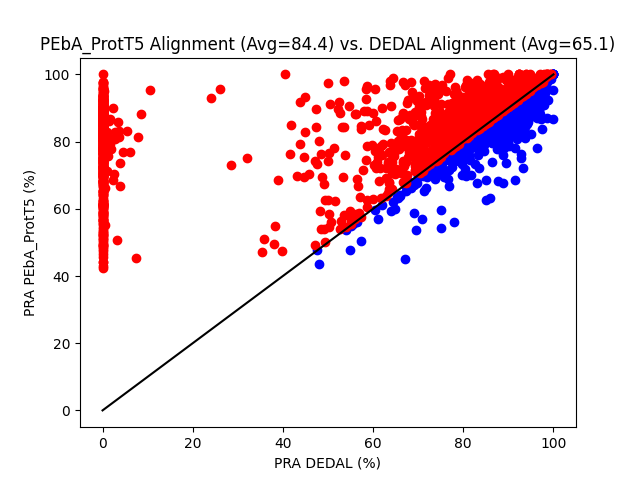 PEbA_ProtT5 Alignment (Avg=84.4) vs. DEDAL Alignment (Avg=65.1)
100
80
60
40
20
0
PRA PEbA_ProtT5 (%)
0 20 40 60 80 100
PRA DEDAL (%)